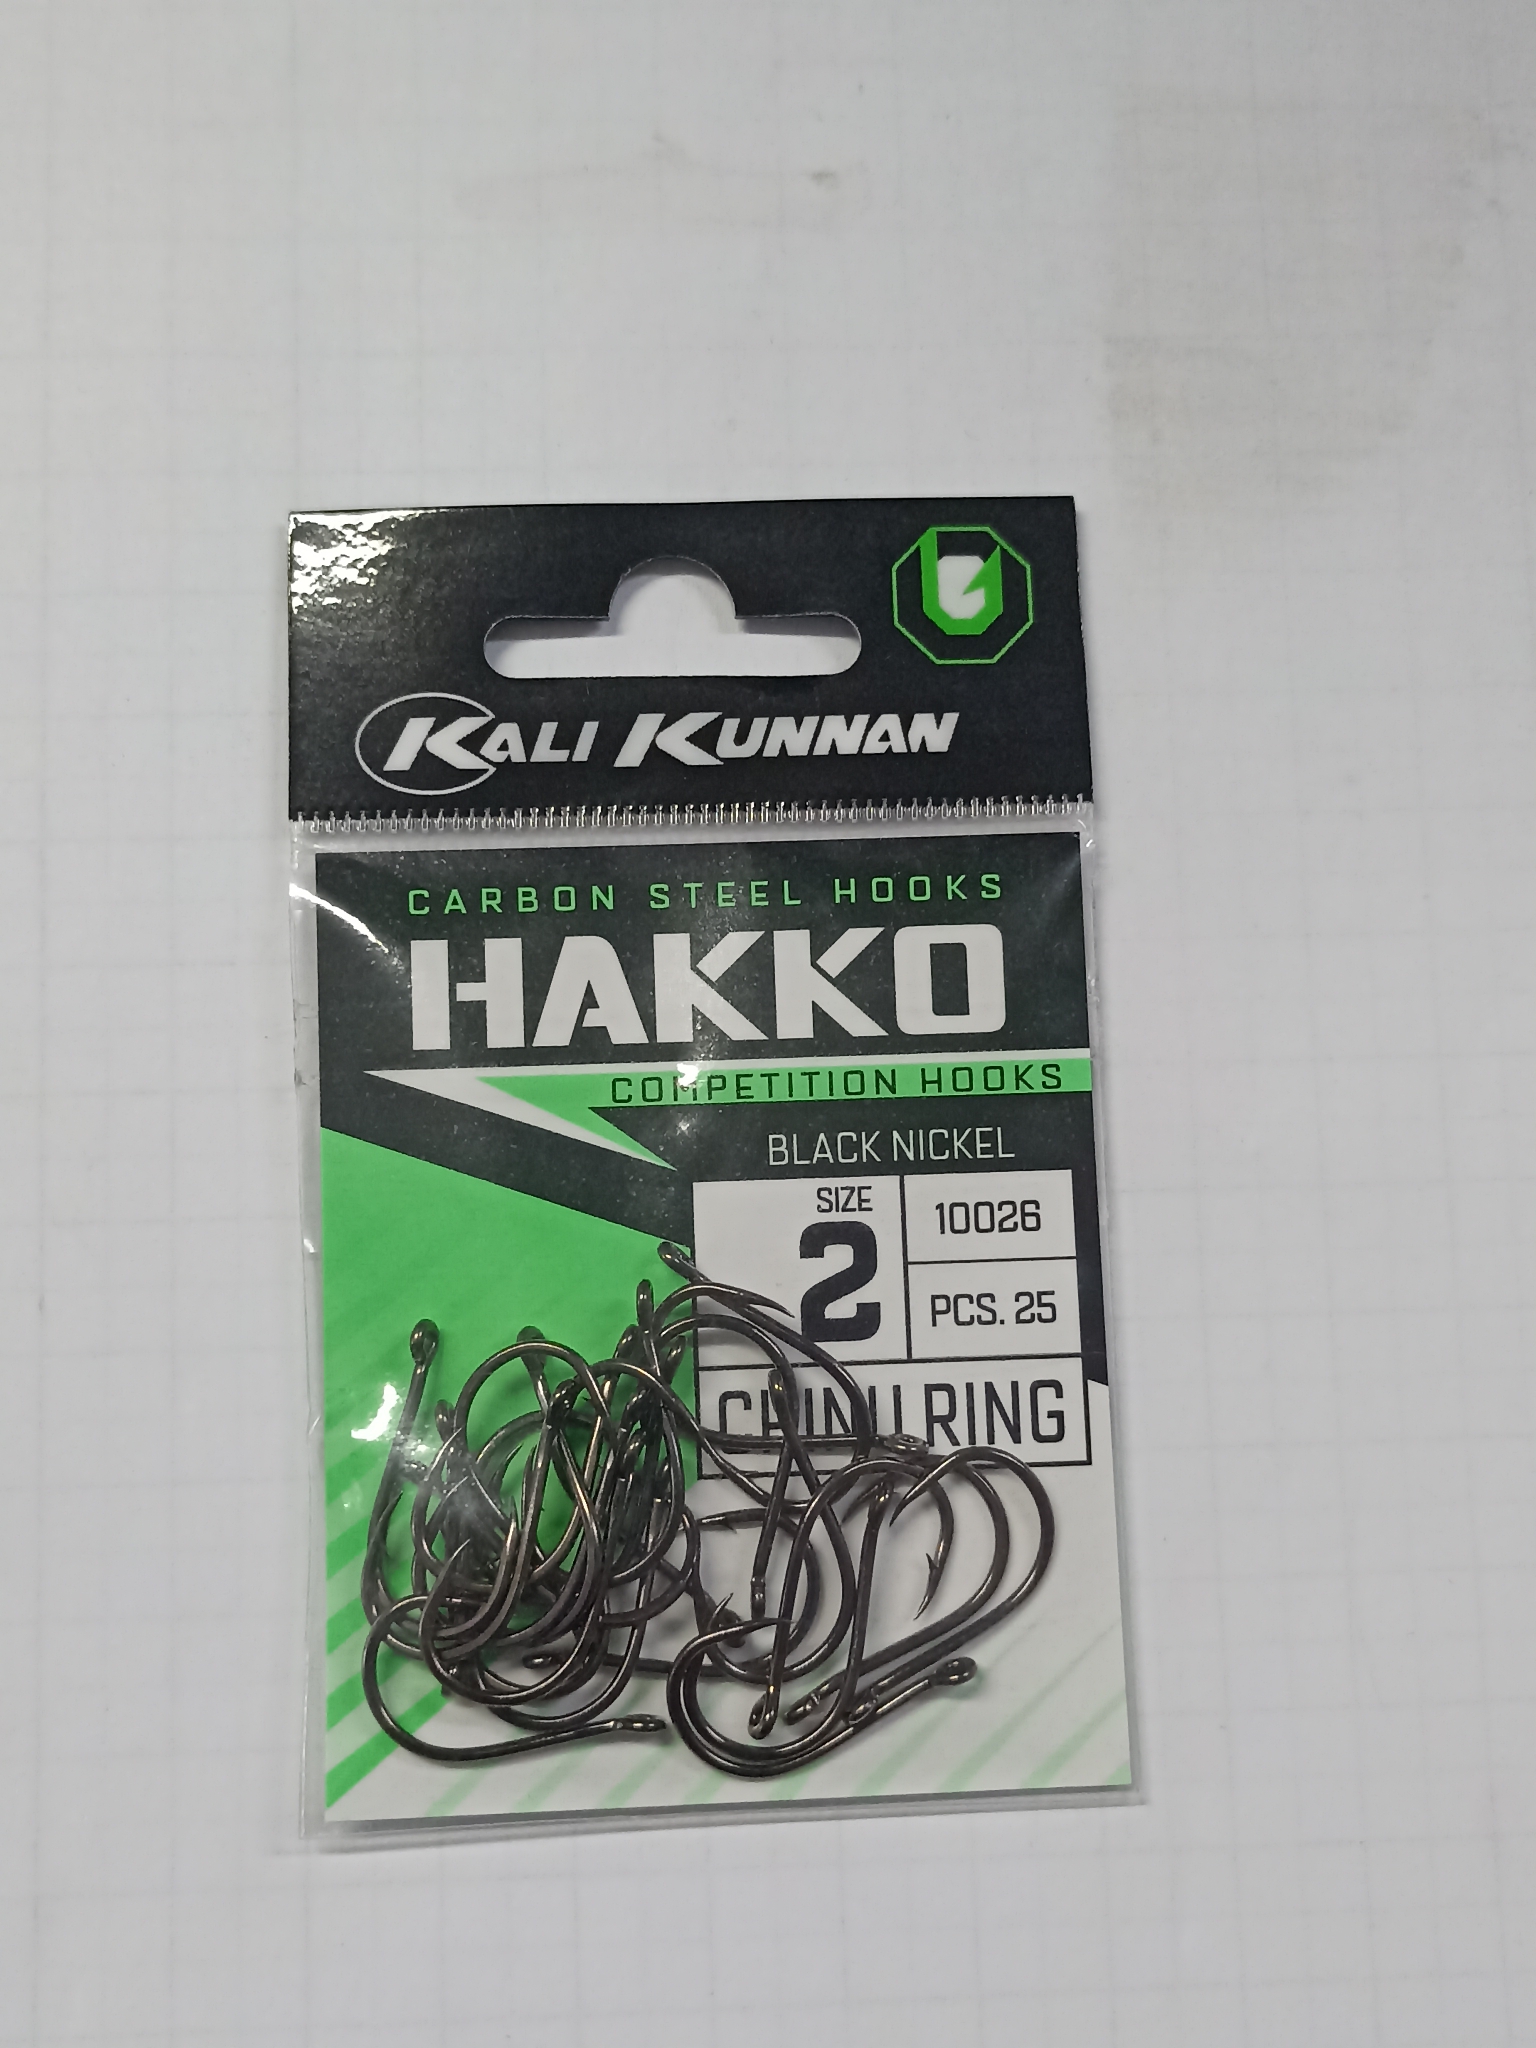 KALI KUNNAN
CARBON STEEL HOOKS
HAKKO
COMPETITION HOOKS
BLACK NICKEL
SIZE
2
10026
PCS. 25
CHINU RING